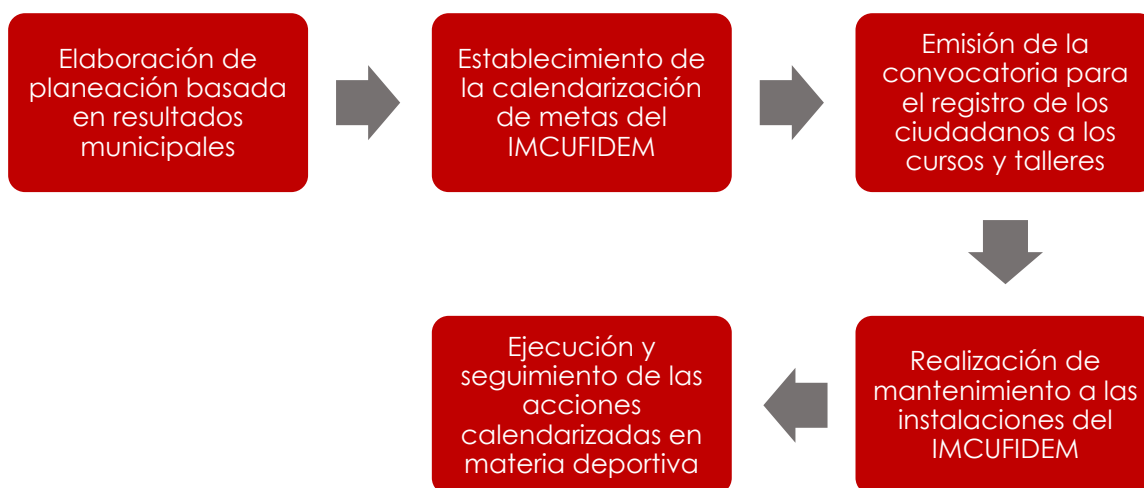 Elaboración de
planeación basada
en resultados
municipales
Establecimiento de
la calendarización
de metas del
IMCUFIDEM
Emisión de la
convocatoria para
el registro de los
ciudadanos a los
cursos y talleres
Realización de
mantenimiento a las
instalaciones del
IMCUFIDEM
Ejecución y
seguimiento de las
acciones
calendarizadas en
materia deportiva